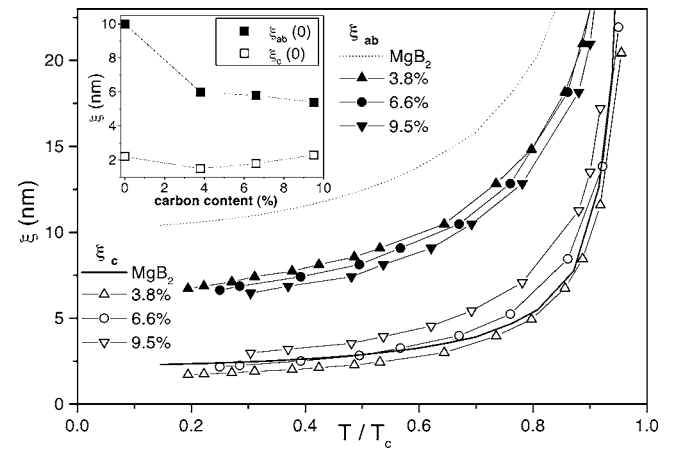 ξab (0)
ξc (0)
10
8
6
4
2
ξ (nm)
0
2
4
6
8
10
carbon content (%)
ξab
MgB2
3.8%
6.6%
9.5%
20
15
10
5
0
ξ (nm)
ξc
MgB2
3.8%
6.6%
9.5%
0.0
0.2
0.4
0.6
0.8
1.0
T / Tc